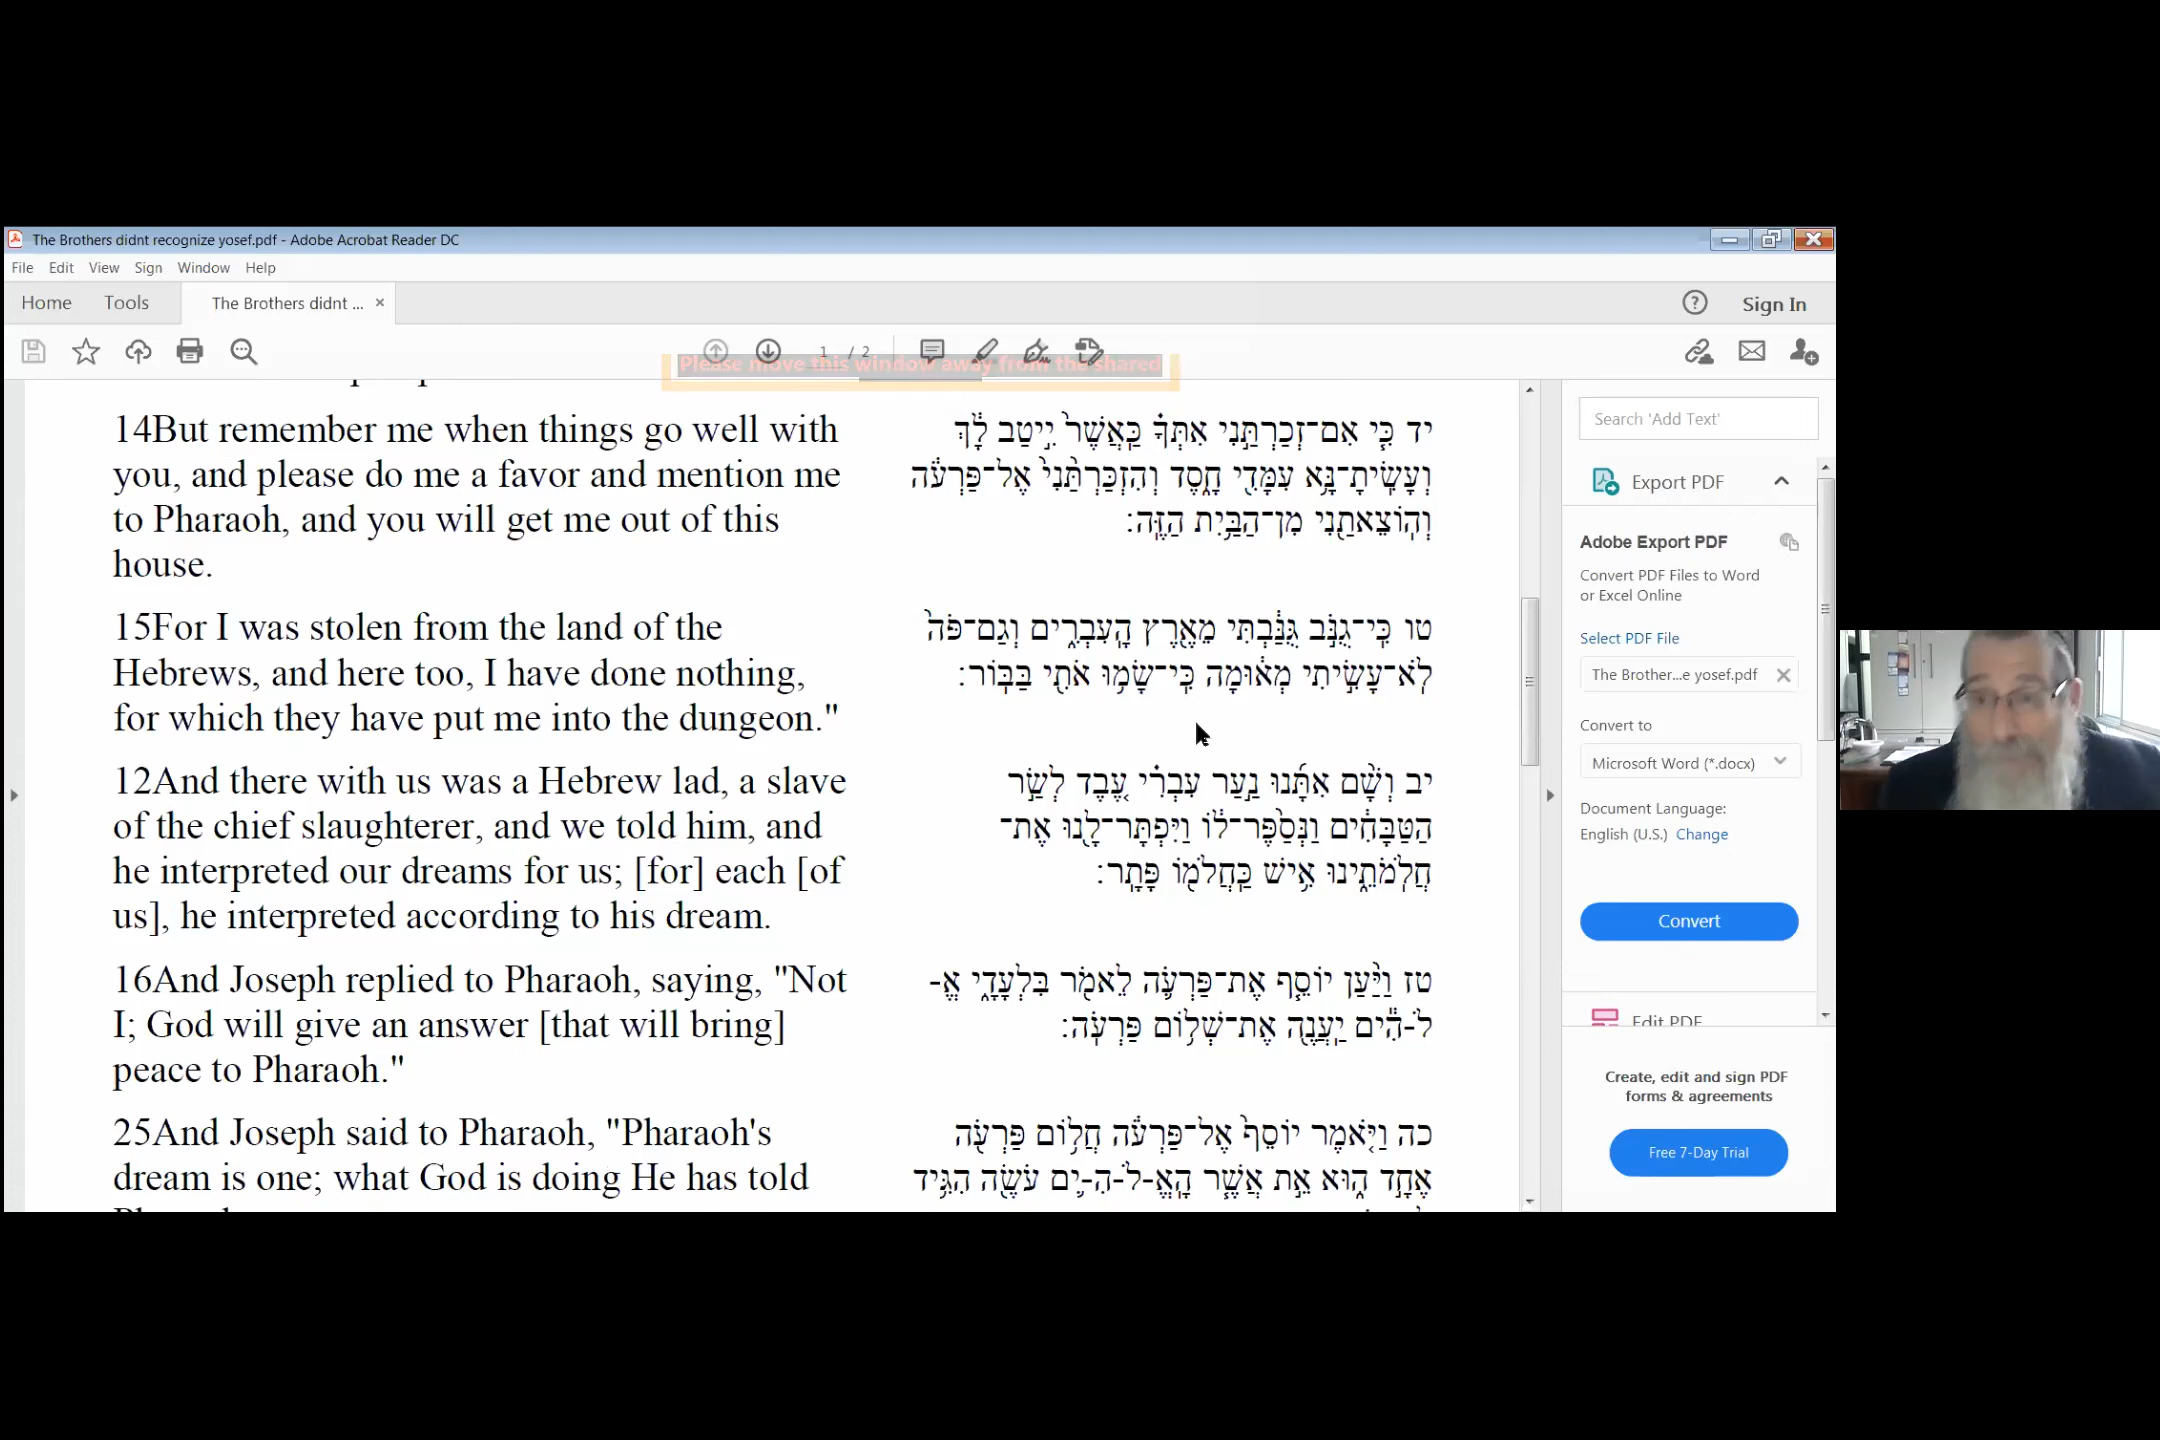 The Brothers didnt recognize yosef.pdf - Adobe Acrobat Reader DC
File Edit View Sign Window Help
Home Tools The Brothers didnt ... × Sign In
1 / 2
Please move this window away from the shared
14But remember me when things go well with
you, and please do me a favor and mention me
to Pharaoh, and you will get me out of this
house.
יד כִּ֧י אִם־זְכַרְתַּ֣נִי אִתְּךָ֗ כַּֽאֲשֶׁר֙ יִ֣יטַב לָ֔ךְ
וְעָשִֽׂיתָ־נָּ֥א עִמָּדִ֖י חָ֑סֶד וְהִזְכַּרְתַּ֨נִי֙ אֶל־פַּרְעֹ֔ה
וְהֽוֹצֵאתַ֖נִי מִן־הַבַּ֥יִת הַזֶּֽה:
15For I was stolen from the land of the
Hebrews, and here too, I have done nothing,
for which they have put me into the dungeon."
טו כִּֽי־גֻנֹּ֣ב גֻּנַּ֔בְתִּי מֵאֶ֖רֶץ הָֽעִבְרִ֑ים וְגַם־פֹּה֙
לֹֽא־עָשִׂ֣יתִי מְא֔וּמָה כִּֽי־שָׂמ֥וּ אֹתִ֖י בַּבּֽוֹר:
12And there with us was a Hebrew lad, a slave
of the chief slaughterer, and we told him, and
he interpreted our dreams for us; [for] each [of
us], he interpreted according to his dream.
יב וְשָׁ֨ם אִתָּ֜נוּ נַ֣עַר עִבְרִ֗י עֶ֚בֶד לְשַׂ֣ר
הַטַּבָּחִ֔ים וַנְּ֨סַפֶּר־ל֔וֹ וַיִּפְתָּר־לָ֖נוּ אֶת־
חֲלֹֽמֹתֵ֑ינוּ אִ֥ישׁ כַּֽחֲלֹמ֖וֹ פָּתָֽר:
16And Joseph replied to Pharaoh, saying, "Not
I; God will give an answer [that will bring]
peace to Pharaoh."
טז וַיַּ֨עַן יוֹסֵ֧ף אֶת־פַּרְעֹ֛ה לֵאמֹ֖ר בִּלְעָדָ֑י אֱ-
לֹ-הִ֕ים יַֽעֲנֶ֖ה אֶת־שְׁל֥וֹם פַּרְעֹֽה:
25And Joseph said to Pharaoh, "Pharaoh's
dream is one; what God is doing He has told
כה וַיֹּ֤אמֶר יוֹסֵף֙ אֶל־פַּרְעֹ֔ה חֲל֥וֹם פַּרְעֹ֖ה
אֶחָ֣ד ה֑וּא אֵ֣ת אֲשֶׁ֧ר הָֽאֱ-לֹ-הִ-֛ים עֹשֶׂ֖ה הִגִּ֥יד
Search 'Add Text'
Export PDF
Adobe Export PDF
Convert PDF Files to Word
or Excel Online
Select PDF File
The Brother...e yosef.pdf
Convert to
Microsoft Word (*.docx)
Document Language:
English (U.S.) Change
Convert
Edit PDF
Create, edit and sign PDF
forms & agreements
Free 7-Day Trial